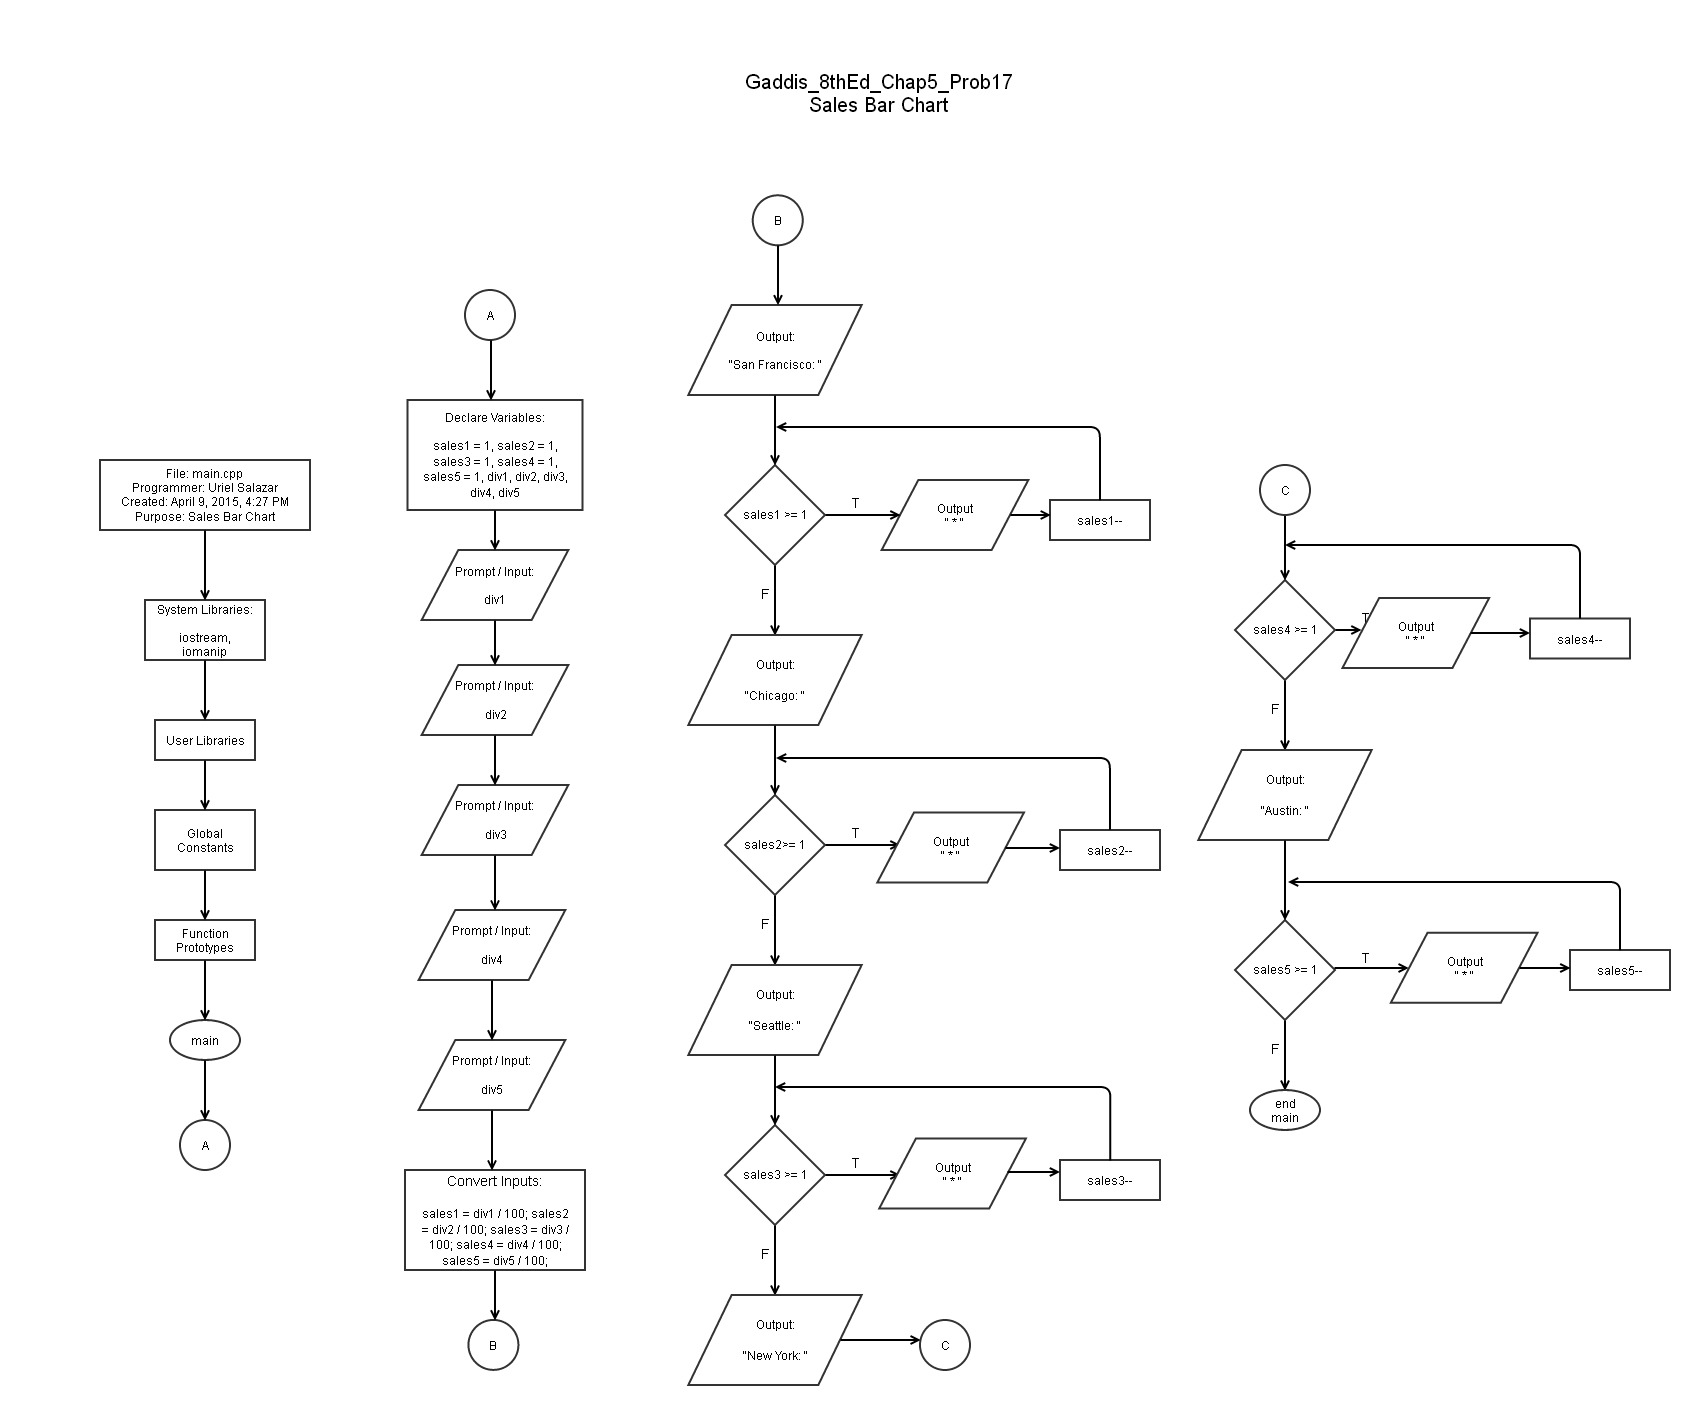 Gaddis_8thEd_Chap5_Prob17
Sales Bar Chart
File: main.cpp
Programmer: Uriel Salazar
Created: April 9, 2015, 4:27 PM
Purpose: Sales Bar Chart
System Libraries:
iostream,
iomanip
User Libraries
Global
Constants
Function
Prototypes
main
A
A
Declare Variables:
sales1 = 1, sales2 = 1,
sales3 = 1, sales4 = 1,
sales5 = 1, div1, div2, div3,
div4, div5
Prompt / Input:
div1
Prompt / Input:
div2
Prompt / Input:
div3
Prompt / Input:
div4
Prompt / Input:
div5
Convert Inputs:
sales1 = div1 / 100; sales2
= div2 / 100; sales3 = div3 /
100; sales4 = div4 / 100;
sales5 = div5 / 100;
B
B
Output:
"San Francisco: "
sales1 >= 1
T
Output
" * "
sales1--
F
Output:
"Chicago: "
sales2>= 1
T
Output
" * "
sales2--
F
Output:
"Seattle: "
sales3 >= 1
T
Output
" * "
sales3--
F
Output:
"New York: "
C
C
sales4 >= 1
T
Output
" * "
sales4--
F
Output:
"Austin: "
sales5 >= 1
T
Output
" * "
sales5--
F
end
main